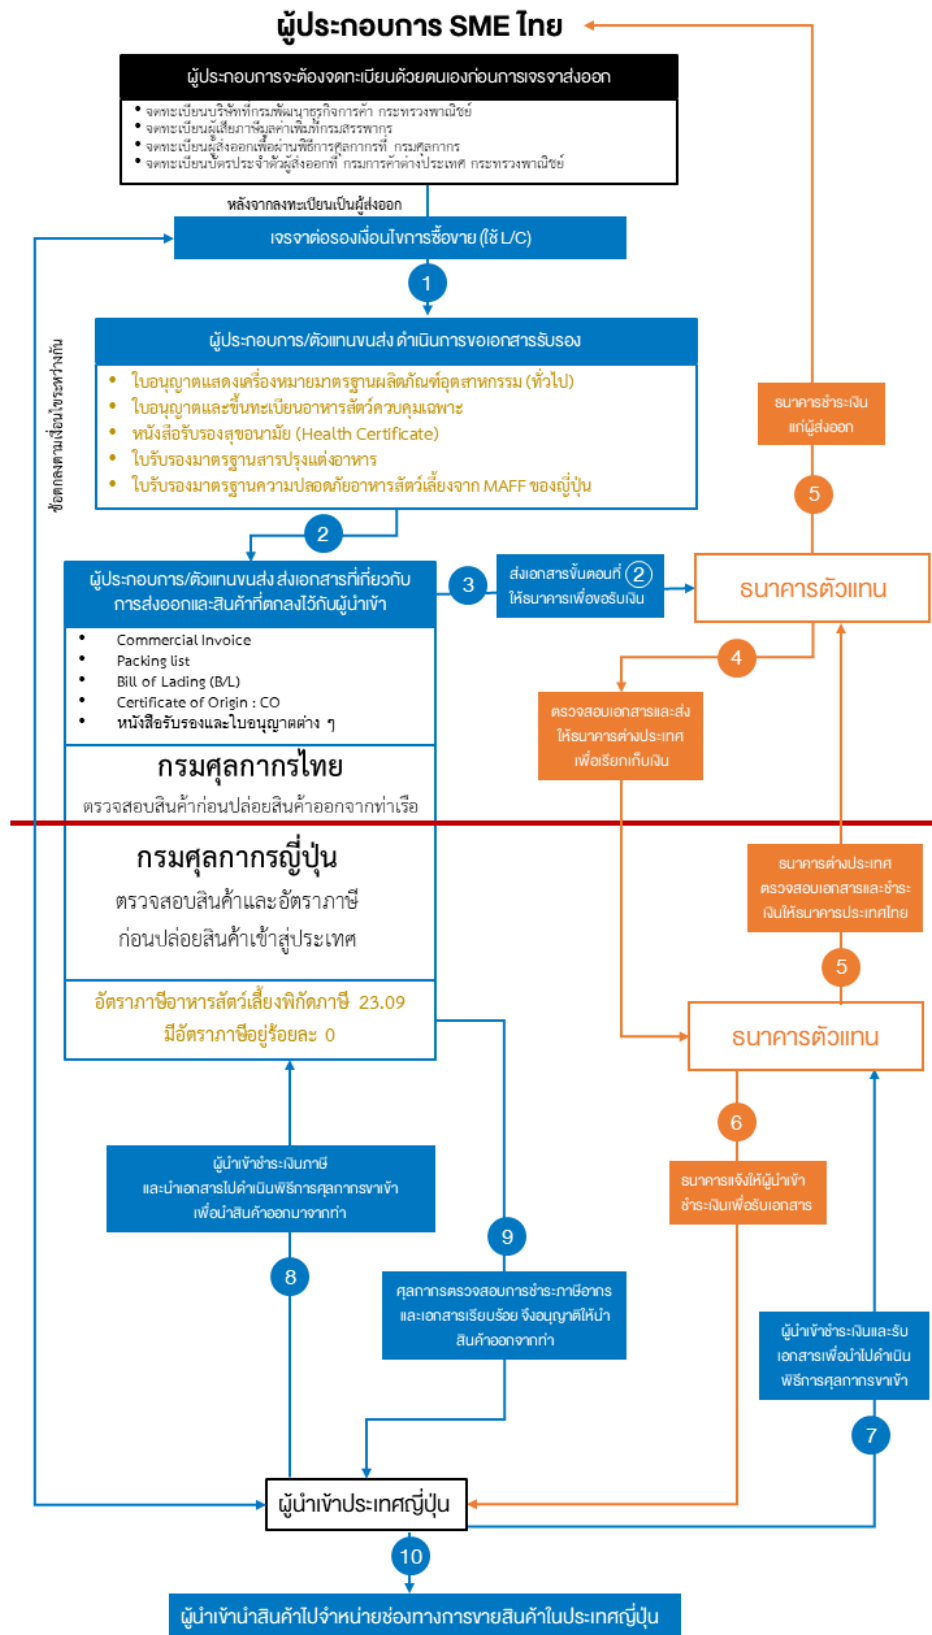 ผู้ประกอบการ SME ไทย
ผู้ประกอบการจะต้องจดทะเบียนด้วยตนเองก่อนการเจรจาส่งออก
• จดทะเบียนบริษัทที่กรมพัฒนาธุรกิจการค้า กระทรวงพาณิชย์
• จดทะเบียนผู้เสียภาษีมูลค่าเพิ่มที่กรมสรรพากร
• จดทะเบียนผู้ส่งออกเพื่อผ่านพิธีการศุลกากรที่ กรมศุลกากร
• จดทะเบียนบัตรประจำตัวผู้ส่งออกที่ กรมการค้าต่างประเทศ กระทรวงพาณิชย์
หลังจากลงทะเบียนเป็นผู้ส่งออก
เจรจาต่อรองเงื่อนไขการซื้อขาย (ใช้ L/C)
1
ข้อตกลงตามเงื่อนไขระหว่างกัน
ผู้ประกอบการ/ตัวแทนขนส่ง ดำเนินการขอเอกสารรับรอง
• ใบอนุญาตแสดงเครื่องหมายมาตรฐานผลิตภัณฑ์อุตสาหกรรม (ทั่วไป)
• ใบอนุญาตและขึ้นทะเบียนอาหารสัตว์ควบคุมเฉพาะ
• หนังสือรับรองสุขอนามัย (Health Certificate)
• ใบรับรองมาตรฐานสารปรุงแต่งอาหาร
• ใบรับรองมาตรฐานความปลอดภัยอาหารสัตว์เลี้ยงจาก MAFF ของญี่ปุ่น
ธนาคารชำระเงิน
แก่ผู้ส่งออก
5
2
ผู้ประกอบการ/ตัวแทนขนส่ง ส่งเอกสารที่เกี่ยวกับ
การส่งออกและสินค้าที่ตกลงไว้กับผู้นำเข้า
• Commercial Invoice
• Packing list
• Bill of Lading (B/L)
• Certificate of Origin : CO
• หนังสือรับรองและใบอนุญาตต่าง ๆ
3
ส่งเอกสารขั้นตอนที่ 2
ให้ธนาคารเพื่อขอรับเงิน
ธนาคารตัวแทน
4
ตรวจสอบเอกสารและส่ง
ให้ธนาคารต่างประเทศ
เพื่อเรียกเก็บเงิน
กรมศุลกากรไทย
ตรวจสอบสินค้าก่อนปล่อยสินค้าออกจากท่าเรือ
กรมศุลกากรญี่ปุ่น
ตรวจสอบสินค้าและอัตราภาษี
ก่อนปล่อยสินค้าเข้าสู่ประเทศ
ธนาคารต่างประเทศ
ตรวจสอบเอกสารและชำระ
เงินให้ธนาคารประเทศไทย
5
อัตราภาษีอาหารสัตว์เลี้ยงพิกัดภาษี 23.09
มีอัตราภาษีอยู่ร้อยละ 0
ธนาคารตัวแทน
6
ธนาคารแจ้งให้ผู้นำเข้า
ชำระเงินเพื่อรับเอกสาร
ผู้นำเข้าชำระเงินภาษี
และนำเอกสารไปดำเนินพิธีการศุลกากรขาเข้า
เพื่อนำสินค้าออกมาจากท่า
8
9
ศุลกากรตรวจสอบการชำระภาษีอากร
และเอกสารเรียบร้อย จึงอนุญาติให้นำ
สินค้าออกจากท่า
ผู้นำเข้าชำระเงินและรับ
เอกสารเพื่อนำไปดำเนิน
พิธีการศุลกากรขาเข้า
7
ผู้นำเข้าประเทศญี่ปุ่น
10
ผู้นำเข้านำสินค้าไปจำหน่ายช่องทางการขายสินค้าในประเทศญี่ปุ่น